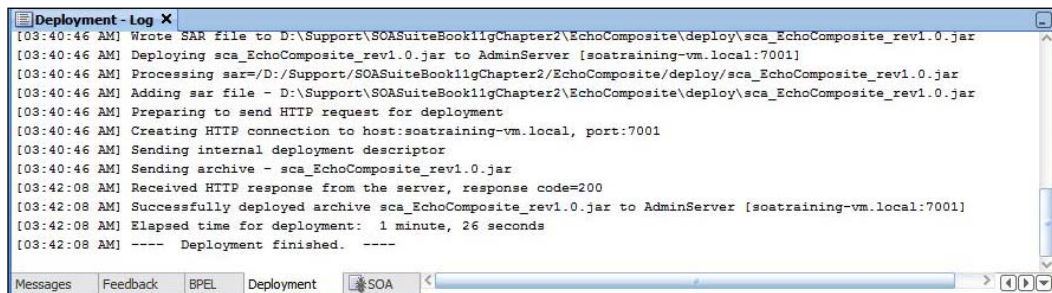 Deployment - Log
[03:40:46 AM] Wrote SAR file to D:\Support\SOASuiteBook11gChapter2\EchoComposite\deploy\sca_EchoComposite_rev1.0.jar
[03:40:46 AM] Deploying sca_EchoComposite_rev1.0.jar to AdminServer [soatraining-vm.local:7001]
[03:40:46 AM] Processing sar=/D:/Support/SOASuiteBook11gChapter2/EchoComposite/deploy/sca_EchoComposite_rev1.0.jar
[03:40:46 AM] Adding sar file - D:\Support\SOASuiteBook11gChapter2\EchoComposite\deploy\sca_EchoComposite_rev1.0.jar
[03:40:46 AM] Preparing to send HTTP request for deployment
[03:40:46 AM] Creating HTTP connection to host:soatraining-vm.local, port:7001
[03:40:46 AM] Sending internal deployment descriptor
[03:40:46 AM] Sending archive - sca_EchoComposite_rev1.0.jar
[03:42:08 AM] Received HTTP response from the server, response code=200
[03:42:08 AM] Successfully deployed archive sca_EchoComposite_rev1.0.jar to AdminServer [soatraining-vm.local:7001]
[03:42:08 AM] Elapsed time for deployment:  1 minute, 26 seconds
[03:42:08 AM] ----  Deployment finished.  ----
Messages Feedback BPEL Deployment SOA